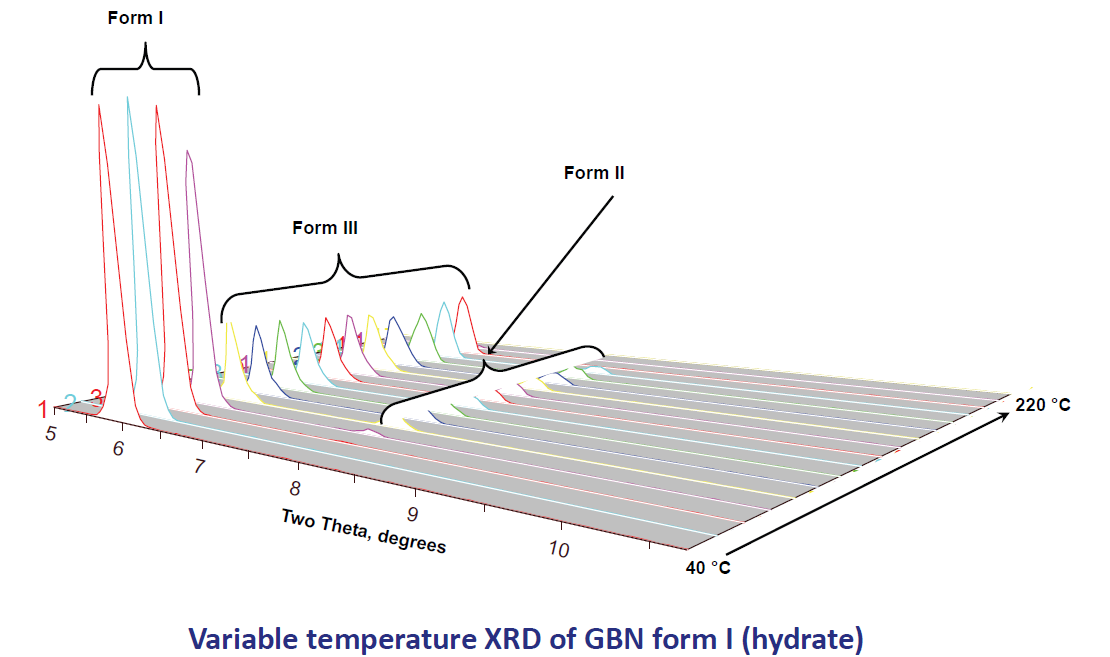 Form I
Form II
Form III
1 2 3
5
6
7
8
9
10
Two Theta, degrees
40 °C
220 °C
Variable temperature XRD of GBN form I (hydrate)